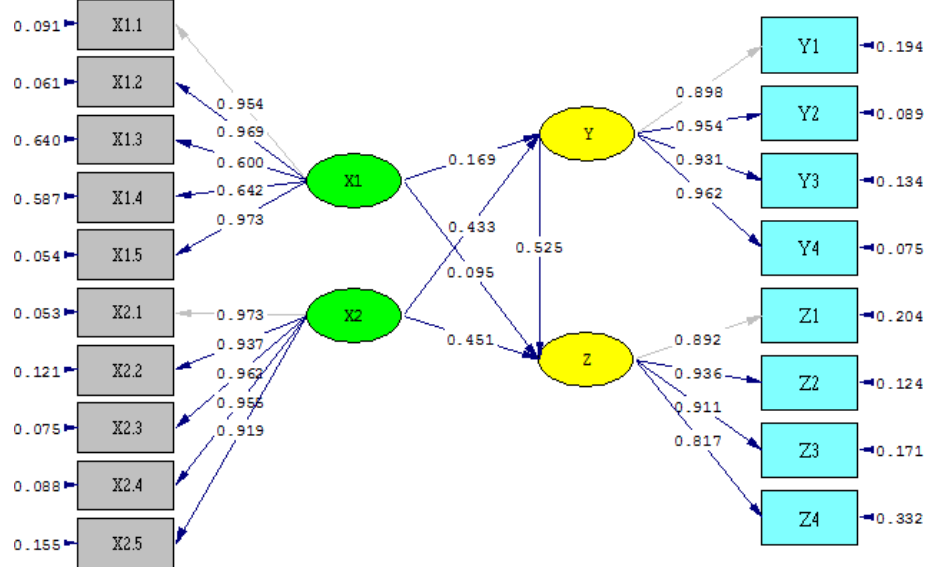 0.091 X1.1
0.061 X1.2
0.640 X1.3
0.587 X1.4
0.054 X1.5
0.053 X2.1
0.121 X2.2
0.075 X2.3
0.088 X2.4
0.155 X2.5
0.954
0.969
0.600
0.642
0.973
0.973
0.937
0.962
0.955
0.919
X1
X2
0.169
0.433
0.095
0.451
0.525
Y
Z
0.898
0.954
0.931
0.962
0.892
0.936
0.911
0.817
Y1 0.194
Y2 0.089
Y3 0.134
Y4 0.075
Z1 0.204
Z2 0.124
Z3 0.171
Z4 0.332